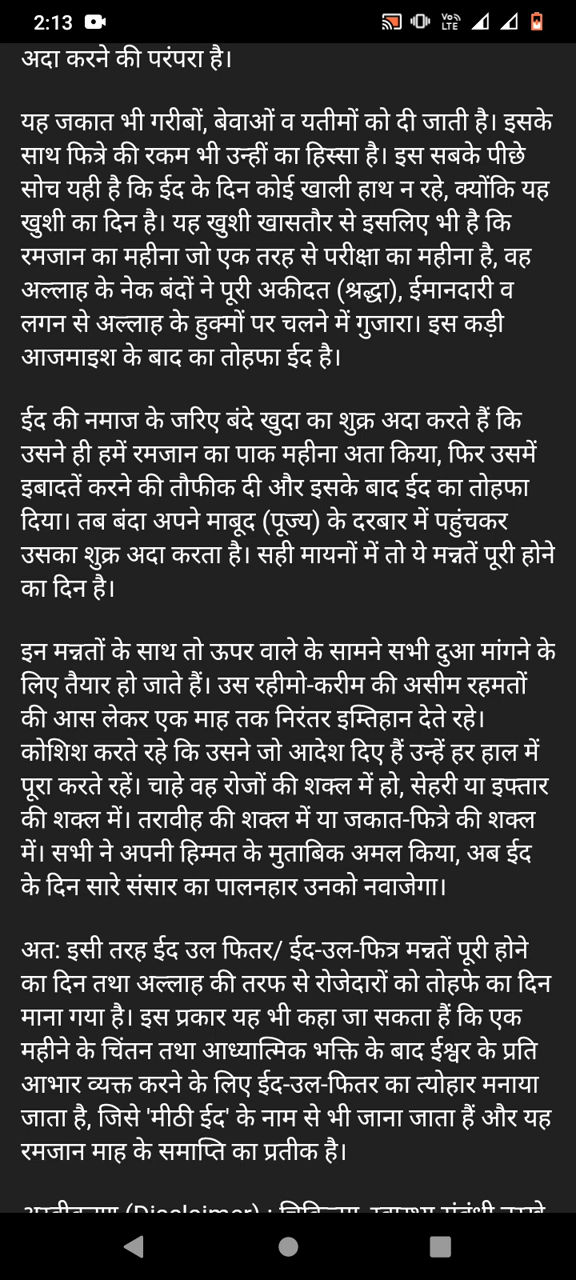 2:13
Vo)) LTE
अदा करने की परंपरा है।
यह जकात भी गरीबों, बेवाओं व यतीमों को दी जाती है। इसके
साथ फित्रे की रकम भी उन्हीं का हिस्सा है। इस सबके पीछे
सोच यही है कि ईद के दिन कोई खाली हाथ न रहे, क्योंकि यह
खुशी का दिन है। यह खुशी खासतौर से इसलिए भी है कि
रमजान का महीना जो एक तरह से परीक्षा का महीना है, वह
अल्लाह के नेक बंदों ने पूरी अकीदत (श्रद्धा), ईमानदारी व
लगन से अल्लाह के हुक्मों पर चलने में गुजारा। इस कड़ी
आजमाइश के बाद का तोहफा ईद है।
ईद की नमाज के जरिए बंदे खुदा का शुक्र अदा करते हैं कि
उसने ही हमें रमजान का पाक महीना अता किया, फिर उसमें
इबादतें करने की तौफीक दी और इसके बाद ईद का तोहफा
दिया। तब बंदा अपने माबूद (पूज्य) के दरबार में पहुंचकर
उसका शुक्र अदा करता है। सही मायनों में तो ये मन्नतें पूरी होने
का दिन है।
इन मन्नतों के साथ तो ऊपर वाले के सामने सभी दुआ मांगने के
लिए तैयार हो जाते हैं। उस रहीमो-करीम की असीम रहमतों
की आस लेकर एक माह तक निरंतर इम्तिहान देते रहे।
कोशिश करते रहे कि उसने जो आदेश दिए हैं उन्हें हर हाल में
पूरा करते रहें। चाहे वह रोजों की शक्ल में हो, सेहरी या इफ्तार
की शक्ल में। तरावीह की शक्ल में या जकात-फित्रे की शक्ल
में। सभी ने अपनी हिम्मत के मुताबिक अमल किया, अब ईद
के दिन सारे संसार का पालनहार उनको नवाजेगा।
अत: इसी तरह ईद उल फितर/ ईद-उल-फित्र मन्नतें पूरी होने
का दिन तथा अल्लाह की तरफ से रोजेदारों को तोहफे का दिन
माना गया है। इस प्रकार यह भी कहा जा सकता हैं कि एक
महीने के चिंतन तथा आध्यात्मिक भक्ति के बाद ईश्वर के प्रति
आभार व्यक्त करने के लिए ईद-उल-फितर का त्योहार मनाया
जाता है, जिसे 'मीठी ईद' के नाम से भी जाना जाता हैं और यह
रमजान माह के समाप्ति का प्रतीक है।
(Disclaimer) :